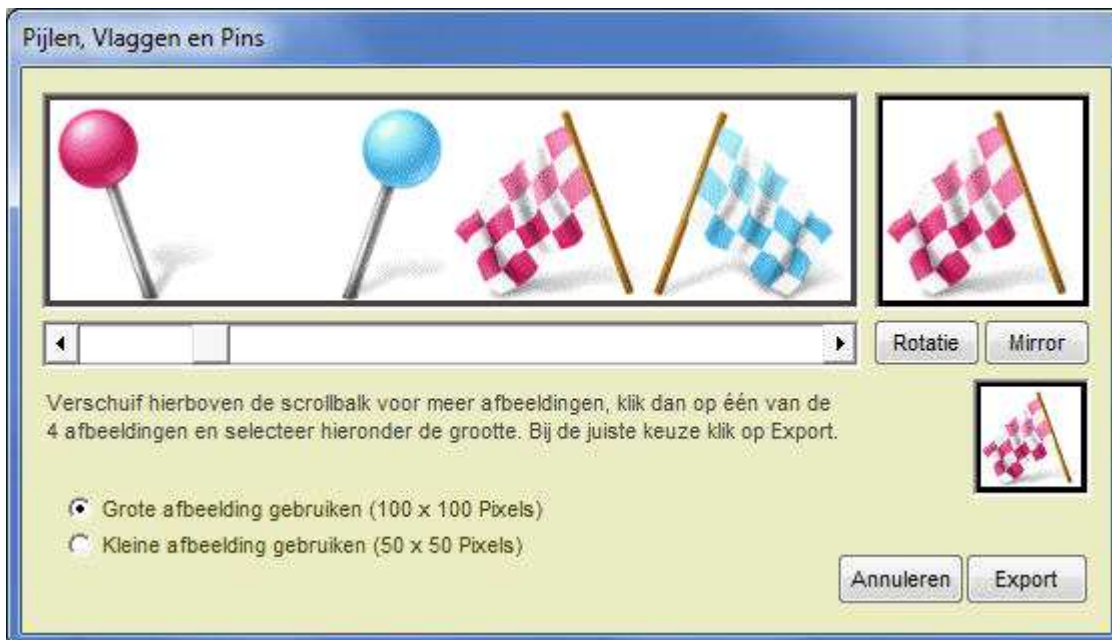 Pijlen, Vlaggen en Pins
Rotatie
Mirror
Verschuif hierboven de scrollbalk voor meer afbeeldingen, klik dan op één van de
4 afbeeldingen en selecteer hieronder de grootte. Bij de juiste keuze klik op Export.
Grote afbeelding gebruiken (100 x 100 Pixels)
Kleine afbeelding gebruiken (50 x 50 Pixels)
Annuleren
Export